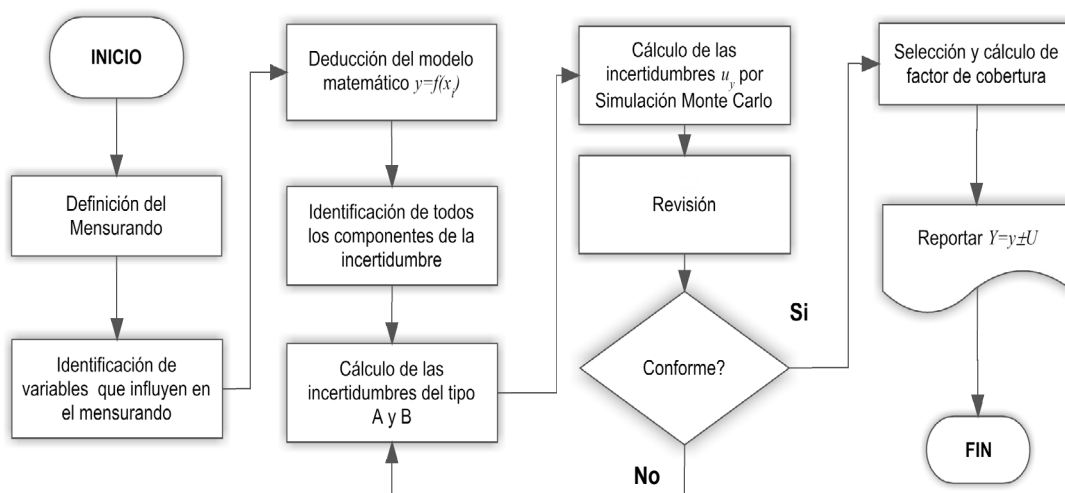 INICIO
Definición del
Mensurando
Identificación de
variables que influyen en
el mensurando
Deducción del modelo
matemático y=f(x_i)
Identificación de todos
los componentes de la
incertidumbre
Cálculo de las
incertidumbres del tipo
A y B
Cálculo de las
incertidumbres u_y por
Simulación Monte Carlo
Revisión
Conforme?
Si
No
Selección y cálculo de
factor de cobertura
Reportar Y=y±U
FIN